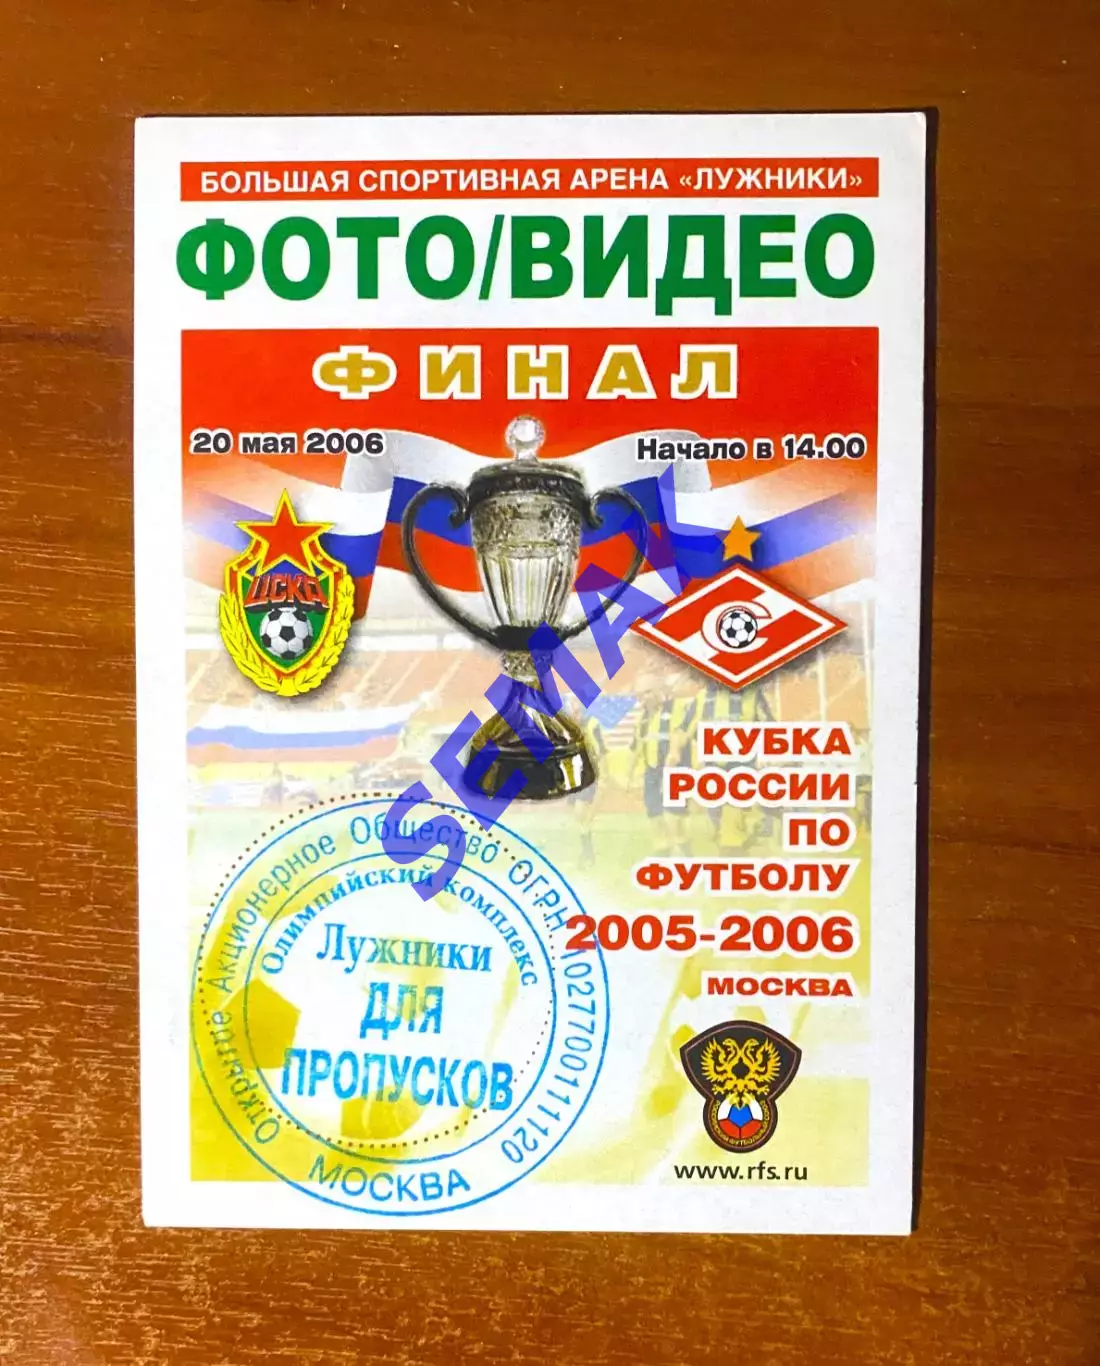 БОЛЬШАЯ СПОРТИВНАЯ АРЕНА «ЛУЖНИКИ»
ФОТО/ВИДЕО
ФИНАЛ
20 мая 2006
Начало в 14.00
ЦСКА
С
SEMAK
КУБКА
РОССИИ
ПО
ФУТБОЛУ
2005-2006
МОСКВА
Открытое Акционерное Общество ОГРН 1027700111120
Олимпийский комплекс
Лужники
ДЛЯ
ПРОПУСКОВ
МОСКВА
www.rfs.ru